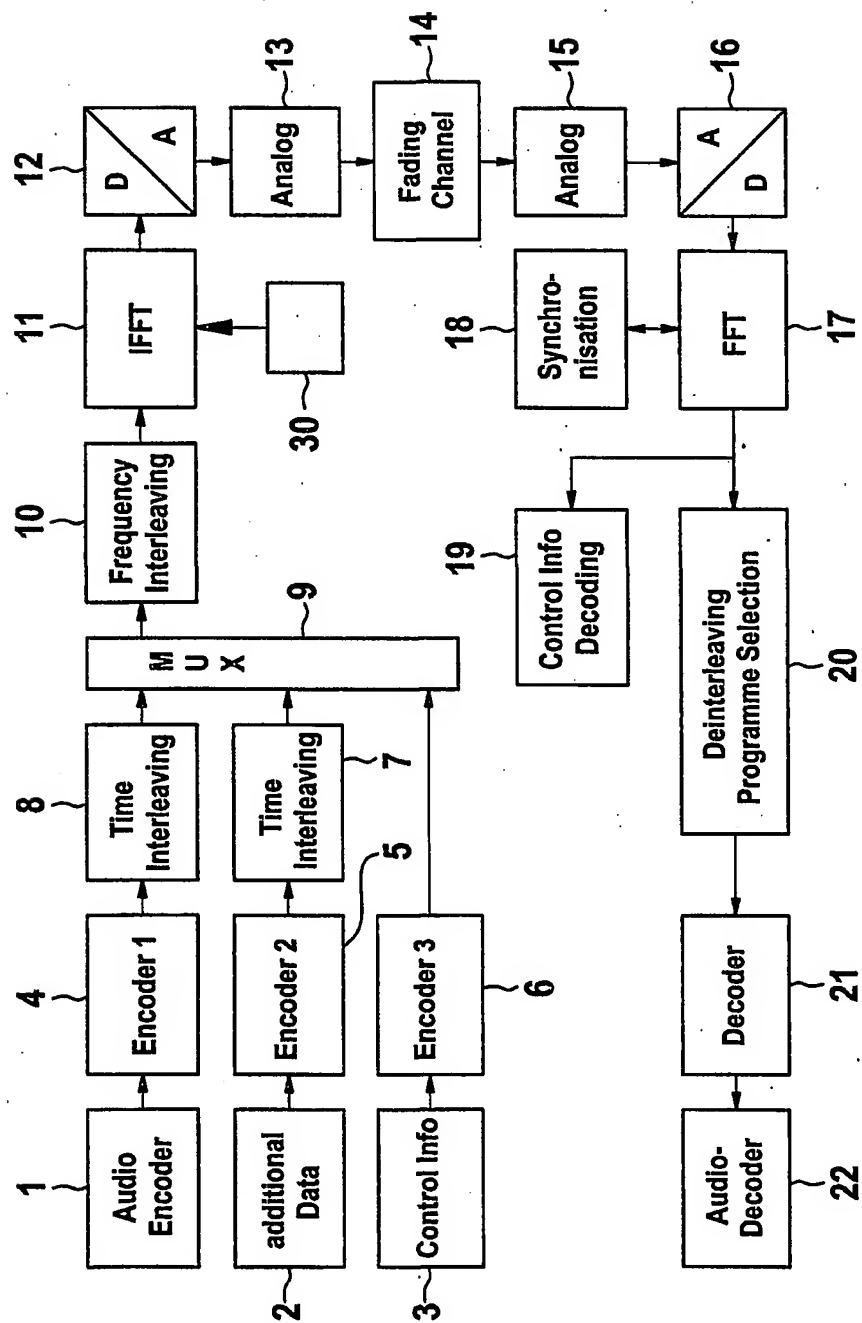 1
Audio
Encoder
4
Encoder 1
8
Time
Interleaving
2
additional
Data
5
Encoder 2
7
Time
Interleaving
3
Control Info
6
Encoder 3
9
M
U
X
10
Frequency
Interleaving
11
IFFT
30
12
D
A
13
Analog
14
Fading
Channel
15
Analog
16
A
D
17
FFT
18
Synchro-
nisation
19
Control Info
Decoding
20
Deinterleaving
Programme Selection
21
Decoder
22
Audio-
Decoder